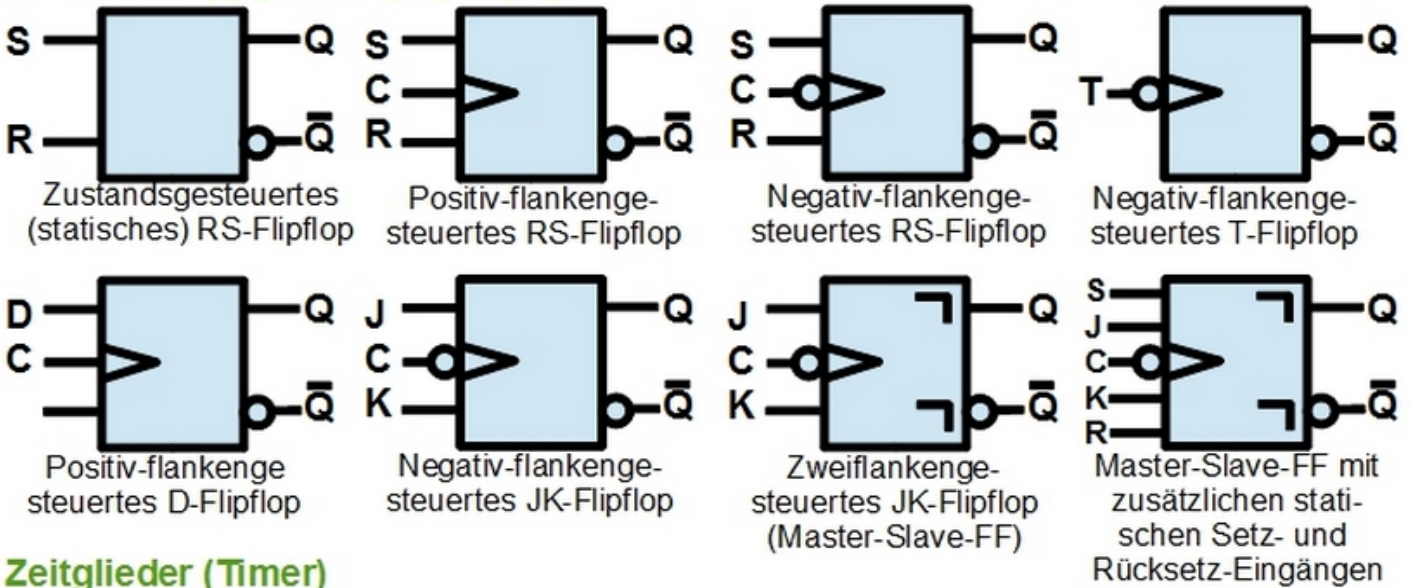 S
R
Q
Q̅
Zustandsgesteuertes
(statisches) RS-Flipflop
S
C
R
Q
Q̅
Positiv-flankenge-
steuertes RS-Flipflop
S
C
R
Q
Q̅
Negativ-flankenge-
steuertes RS-Flipflop
T
Q
Q̅
Negativ-flankenge-
steuertes T-Flipflop
D
C
Q
Q̅
Positiv-flankenge
steuertes D-Flipflop
J
C
K
Q
Q̅
Negativ-flankenge-
steuertes JK-Flipflop
J
C
K
Q
Q̅
Zweiflankenge-
steuertes JK-Flipflop
(Master-Slave-FF)
S
J
C
K
R
Q
Q̅
Master-Slave-FF mit
zusätzlichen stati-
schen Setz- und
Rücksetz-Eingängen
Zeitglieder (Timer)